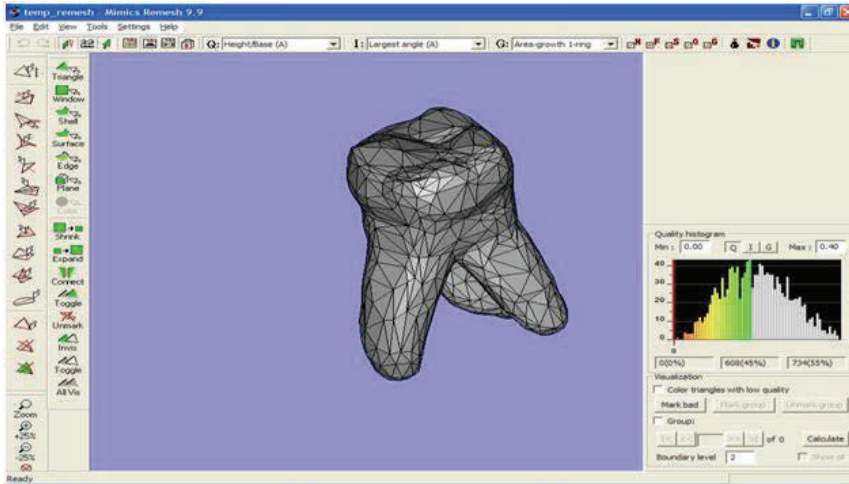 temp_remesh - Mimics Remesh 9.9
File Edit View Tools Settings Help
Q: Height/Base (A) I: Largest angle (A) G: Area-growth 1-ring
Triangle
Window
Shell
Surface
Edge
Plane
Color
Shrink
Expand
Connect
Toggle
Unmark
Invis
Toggle
All Vis
Zoom
+25%
-25%
Quality histogram
Min : 0.00 Q I G Max : 0.40
40
30
20
10
0
0
0(0%) 608(45%) 734(55%)
Visualization
Color triangles with low quality
Mark bad Mark group Unmark group
Group:
of 0 Calculate
Boundary level 2 Show all
Ready